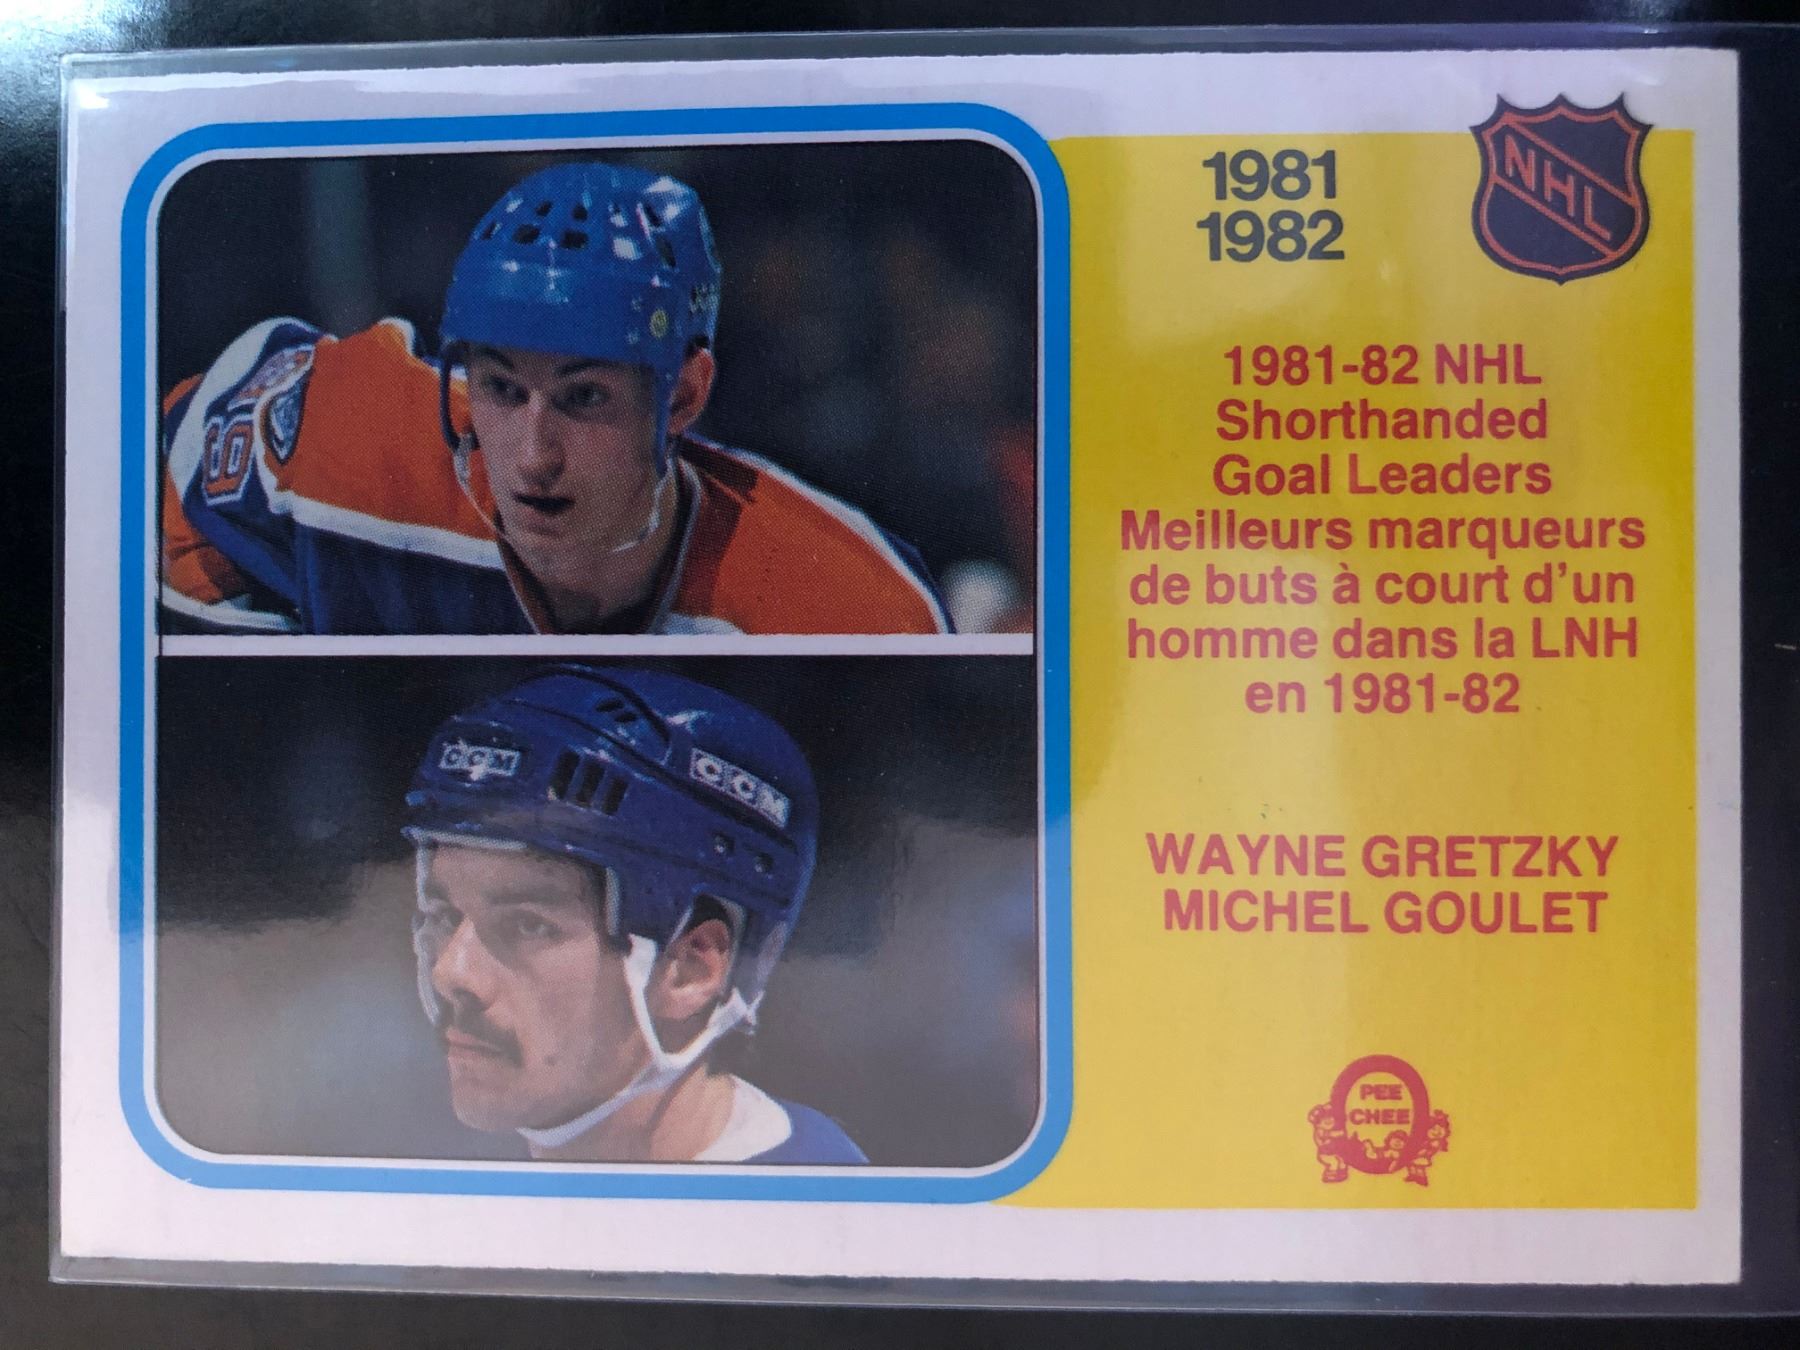 1981
1982
NHL
1981-82 NHL
Shorthanded
Goal Leaders
Meilleurs marqueurs
de buts à court d'un
homme dans la LNH
en 1981-82
WAYNE GRETZKY
MICHEL GOULET
PEE
CHEE
CCM
CCM